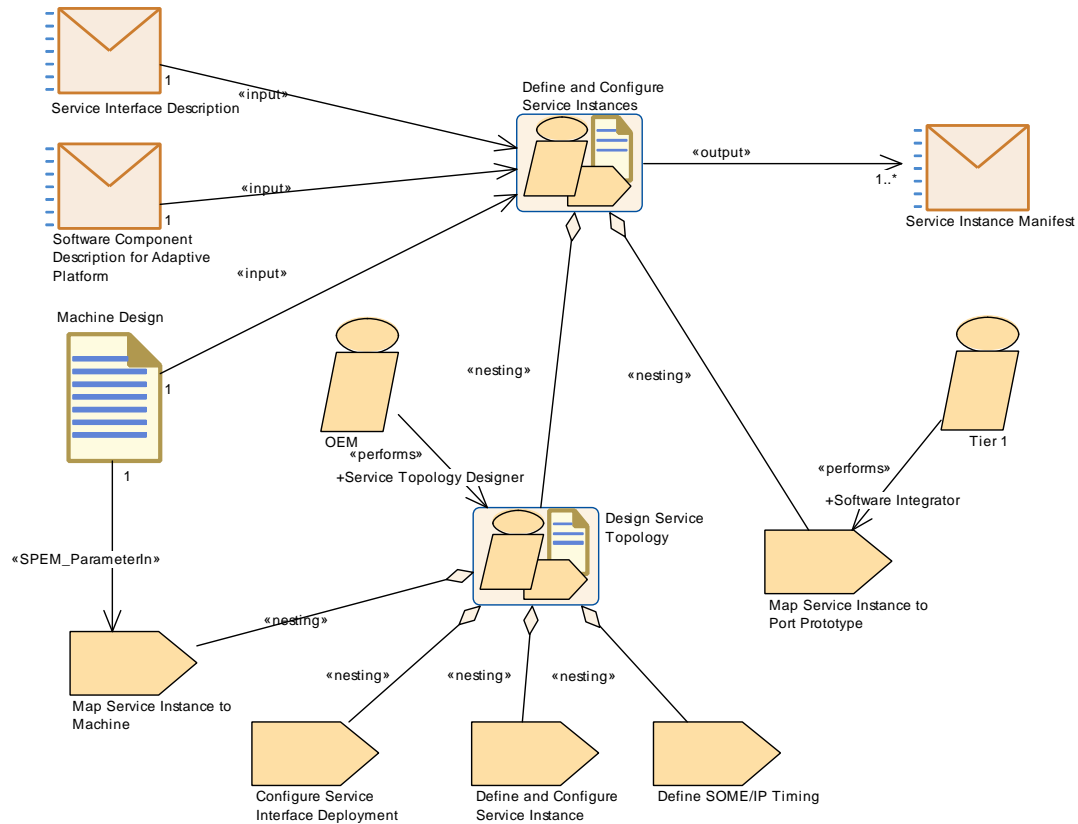 1
Service Interface Description
«input»
Define and Configure
Service Instances
«output»
1..*
Service Instance Manifest
«input»
1
Software Component
Description for Adaptive
Platform
«input»
Machine Design
1
1
OEM
«performs»
+Service Topology Designer
«nesting»
«nesting»
Tier 1
«performs»
+Software Integrator
Design Service
Topology
«SPEM_ParameterIn»
Map Service Instance to
Port Prototype
«nesting»
Map Service Instance to
Machine
«nesting»
«nesting»
«nesting»
Configure Service
Interface Deployment
Define and Configure
Service Instance
Define SOME/IP Timing